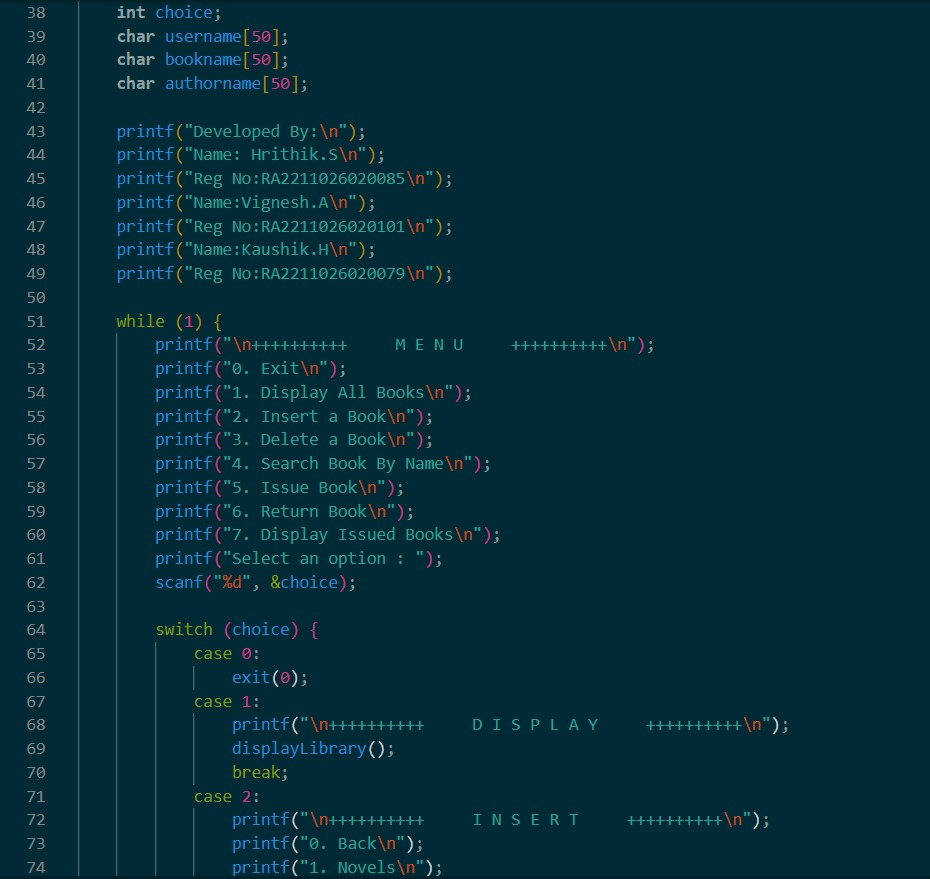 38 int choice;
39 char username[50];
40 char bookname[50];
41 char authorname[50];
42
43 printf("Developed By:\n");
44 printf("Name: Hrithik.S\n");
45 printf("Reg No:RA2211026020085\n");
46 printf("Name:Vignesh.A\n");
47 printf("Reg No:RA2211026020101\n");
48 printf("Name:Kaushik.H\n");
49 printf("Reg No:RA2211026020079\n");
50
51 while (1) {
52     printf("\n++++++++++     M E N U     ++++++++++\n");
53     printf("0. Exit\n");
54     printf("1. Display All Books\n");
55     printf("2. Insert a Book\n");
56     printf("3. Delete a Book\n");
57     printf("4. Search Book By Name\n");
58     printf("5. Issue Book\n");
59     printf("6. Return Book\n");
60     printf("7. Display Issued Books\n");
61     printf("Select an option : ");
62     scanf("%d", &choice);
63
64     switch (choice) {
65         case 0:
66             exit(0);
67         case 1:
68             printf("\n++++++++++     D I S P L A Y     ++++++++++\n");
69             displayLibrary();
70             break;
71         case 2:
72             printf("\n++++++++++     I N S E R T     ++++++++++\n");
73             printf("0. Back\n");
74             printf("1. Novels\n");